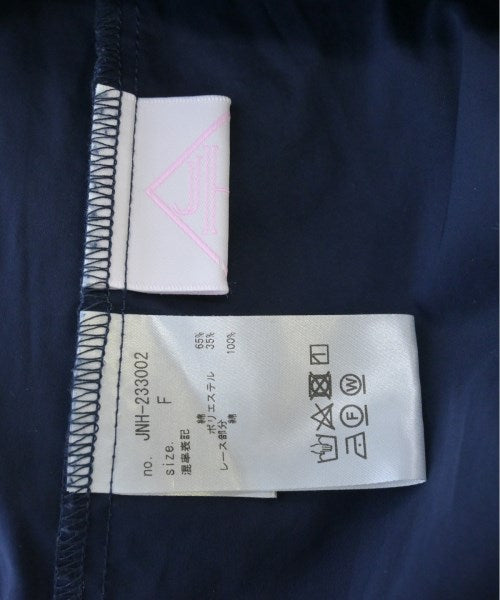 no. JNH-233002
size. F
混率表記
綿 65%
ポリエステル 35%
レース部分 綿 100%
F W